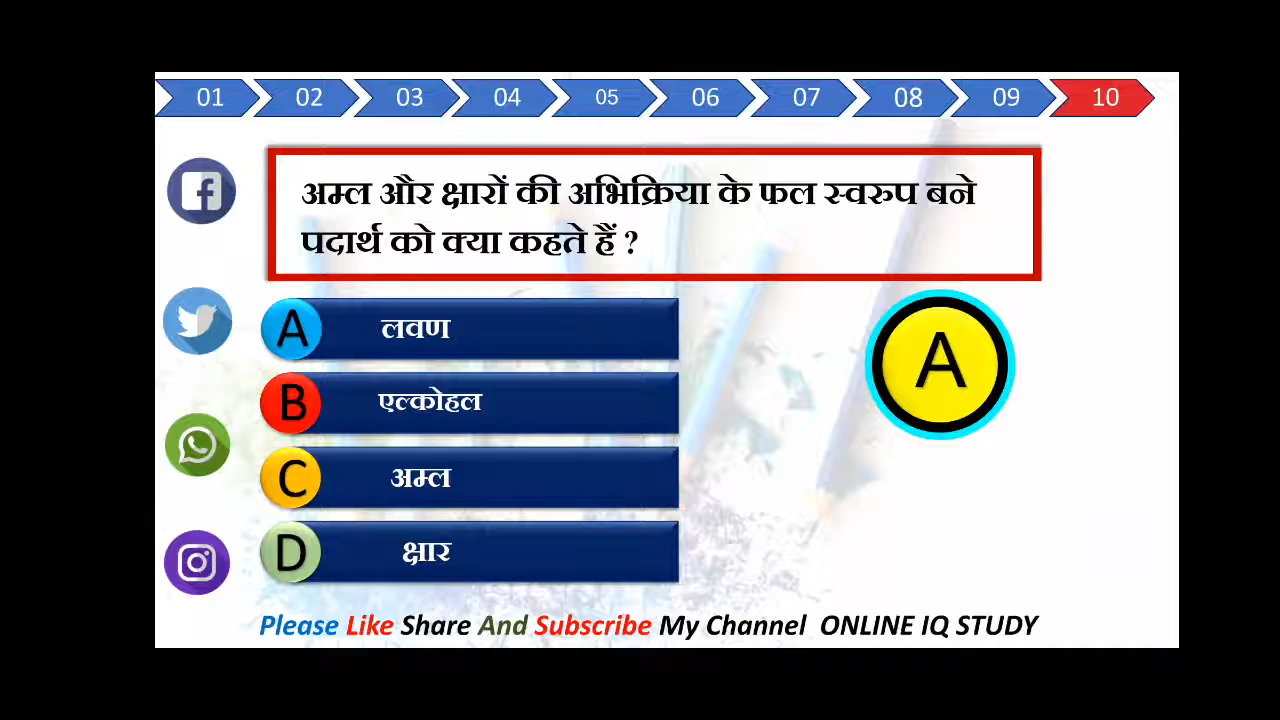 01 02 03 04 05 06 07 08 09 10
अम्ल और क्षारों की अभिक्रिया के फल स्वरुप बने
पदार्थ को क्या कहते हैं ?
A लवण
A
B एल्कोहल
C अम्ल
D क्षार
Please Like Share And Subscribe My Channel ONLINE IQ STUDY